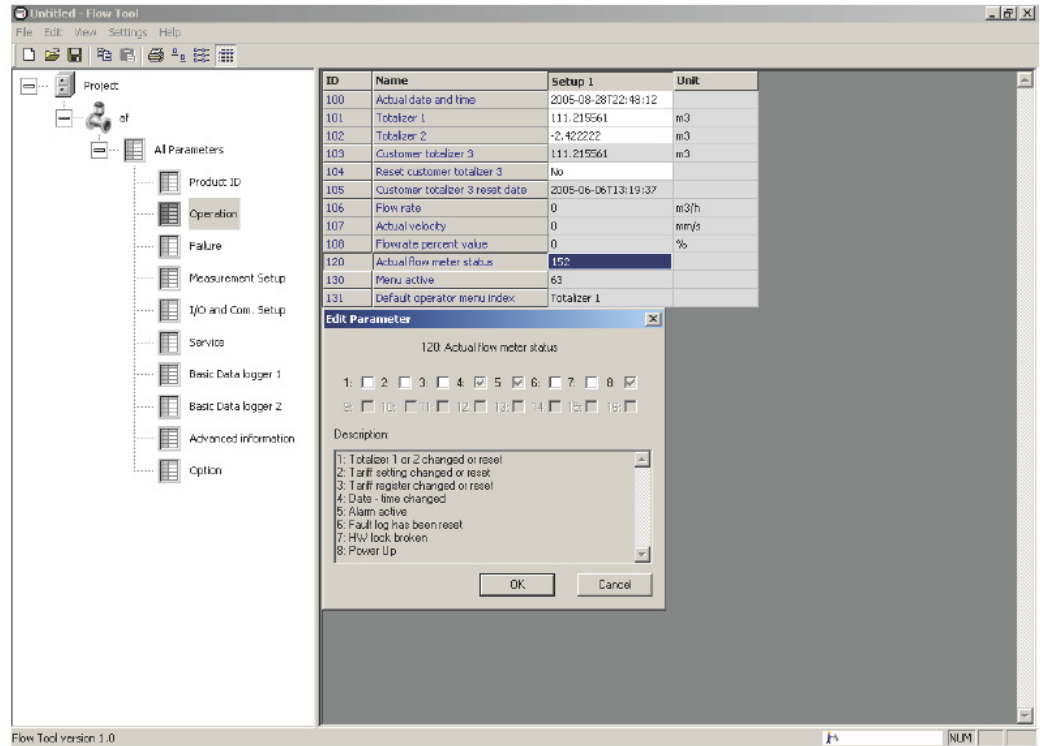 Untitled - Flow Tool
File Edit View Settings Help
Project
of
All Parameters
Product ID
Operation
Failure
Measurement Setup
I/O and Com. Setup
Service
Basic Data logger 1
Basic Data logger 2
Advanced information
Option
ID Name Setup 1 Unit
100 Actual date and time 2005-08-28T22:48:12
101 Totalizer 1 111.215561 m3
102 Totalizer 2 -2.422222 m3
103 Customer totalizer 3 111.215561 m3
104 Reset customer totalizer 3 No
105 Customer totalizer 3 reset date 2005-06-06T13:19:37
106 Flow rate 0 m3/h
107 Actual velocity 0 mm/s
108 Flowrate percent value 0 %
120 Actual flow meter status 152
130 Menu active 63
131 Default operator menu index Totalizer 1
Edit Parameter
120: Actual flow meter status
1: 2: 3: 4: 5: 6: 7: 8:
9: 10: 11: 12: 13: 14: 15: 16:
Description:
1: Totalizer 1 or 2 changed or reset
2: Tariff setting changed or reset
3: Tariff register changed or reset
4: Date - time changed
5: Alarm active
6: Fault log has been reset
7: HW lock broken
8: Power Up
OK Cancel
Flow Tool version 1.0 NUM